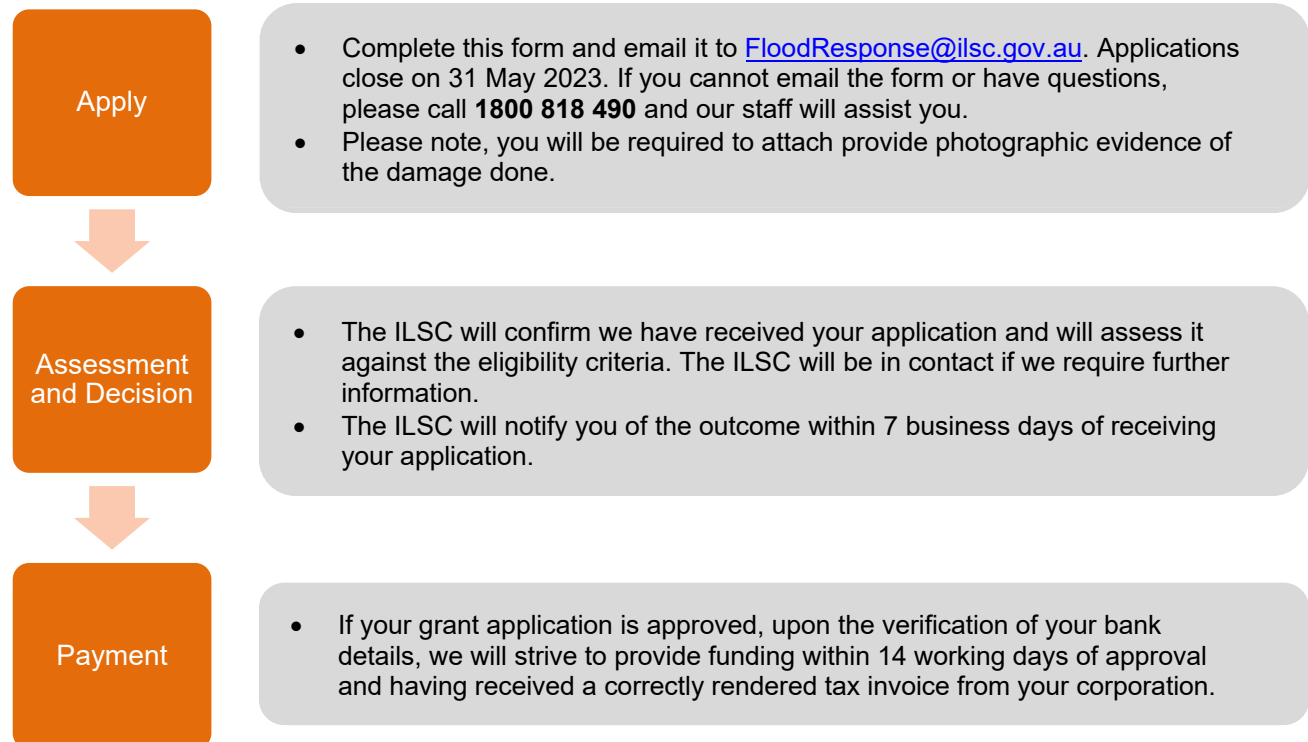 Apply
• Complete this form and email it to FloodResponse@ilsc.gov.au. Applications
close on 31 May 2023. If you cannot email the form or have questions,
please call 1800 818 490 and our staff will assist you.
• Please note, you will be required to attach provide photographic evidence of
the damage done.
Assessment
and Decision
• The ILSC will confirm we have received your application and will assess it
against the eligibility criteria. The ILSC will be in contact if we require further
information.
• The ILSC will notify you of the outcome within 7 business days of receiving
your application.
Payment
• If your grant application is approved, upon the verification of your bank
details, we will strive to provide funding within 14 working days of approval
and having received a correctly rendered tax invoice from your corporation.